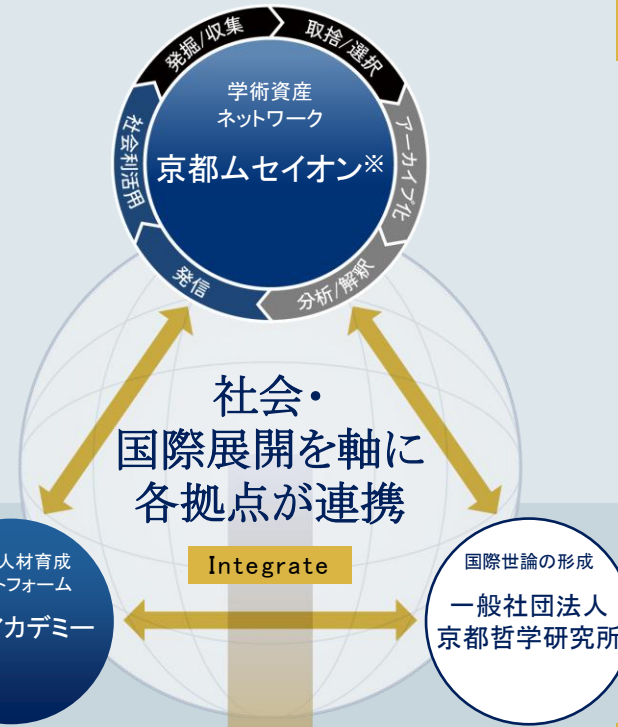 発掘/収集
取捨/選択
アーカイブ化
分析/解釈
発信
社会利活用
学術資産
ネットワーク
京都ムセイオン※
社会・
国際展開を軸に
各拠点が連携
Integrate
人材育成
トフォーム
カデミー
国際世論の形成
一般社団法人
京都哲学研究所